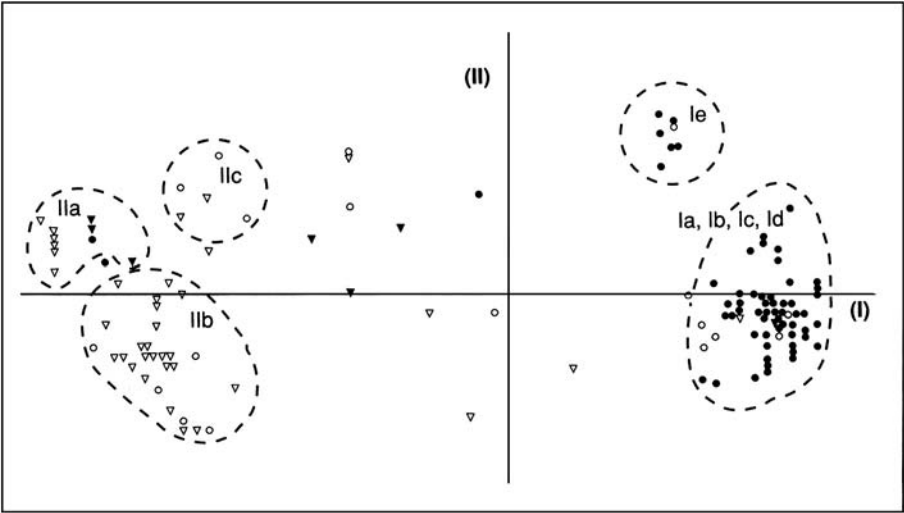 (II)
Ie
IIc
IIa
Ia, Ib, Ic, Id
(I)
IIb